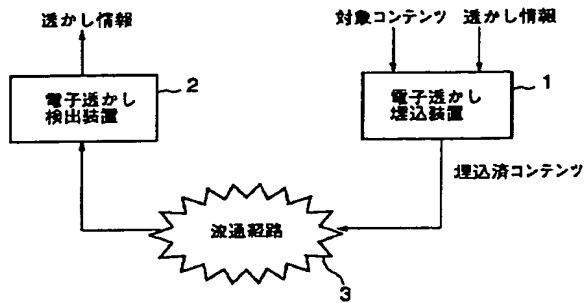 透かし情報
対象コンテンツ 透かし情報
2
1
電子透かし
検出装置
電子透かし
埋込装置
埋込済コンテンツ
流通経路
3